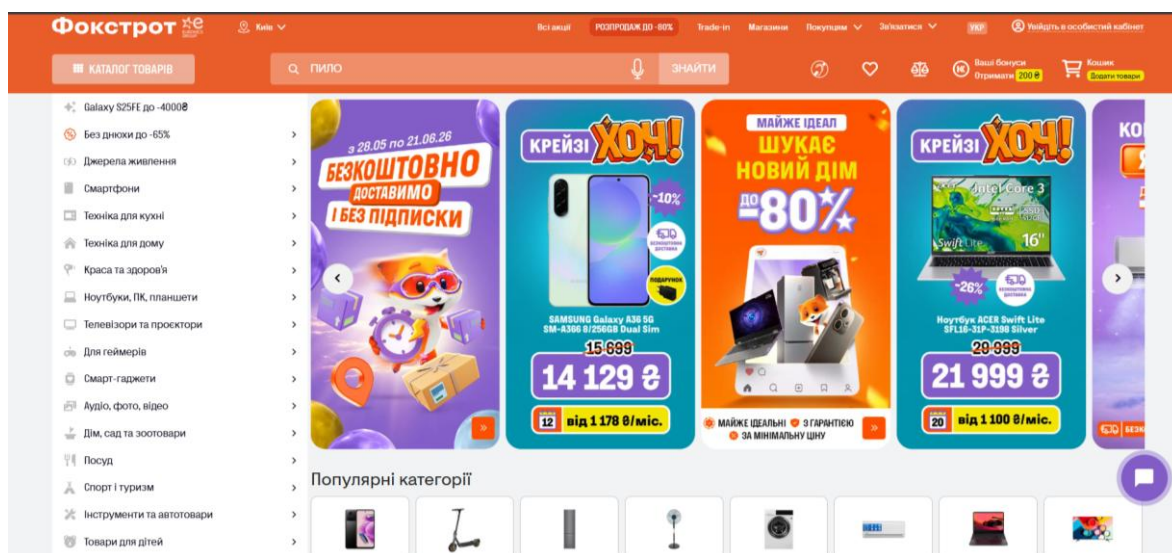 Фокстрот
Київ
Всі акції
РОЗПРОДАЖ ДО -80%
Trade-in
Магазини
Покупцям
Зв'язатися
УКР
Увійдіть в особистий кабінет
КАТАЛОГ ТОВАРІВ
ПИЛО
ЗНАЙТИ
Ваші бонуси
Отримати 200 ₴
Кошик
Додати товари
Galaxy S25FE до -4000₴
Без днюхи до -65%
Джерела живлення
Смартфони
Техніка для кухні
Техніка для дому
Краса та здоров'я
Ноутбуки, ПК, планшети
Телевізори та проєктори
Для геймерів
Смарт-гаджети
Аудіо, фото, відео
Дім, сад та зоотовари
Посуд
Спорт і туризм
Інструменти та автотовари
Товари для дітей
з 28.05 по 21.06.26
БЕЗКОШТОВНО
ДОСТАВИМО
І БЕЗ ПІДПИСКИ
КРЕЙЗІ ХОЧ!
-10%
БЕЗКОШТОВНА
ДОСТАВКА
ПОДАРУНОК
SAMSUNG Galaxy A36 5G
SM-A366 8/256GB Dual Sim
15 699
14 129 ₴
12 від 1 178 ₴/міс.
МАЙЖЕ ІДЕАЛ
ШУКАЄ
НОВИЙ ДІМ
ДО
-80%
МАЙЖЕ ІДЕАЛЬНІ З ГАРАНТІЄЮ
ЗА МІНІМАЛЬНУ ЦІНУ
КРЕЙЗІ ХОЧ!
Intel Core 3
Swift Lite
16"
-26%
БЕЗКОШТОВНА
ДОСТАВКА
Ноутбук ACER Swift Lite
SFL16-31P-3198 Silver
29 999
21 999 ₴
20 від 1 100 ₴/міс.
Популярні категорії